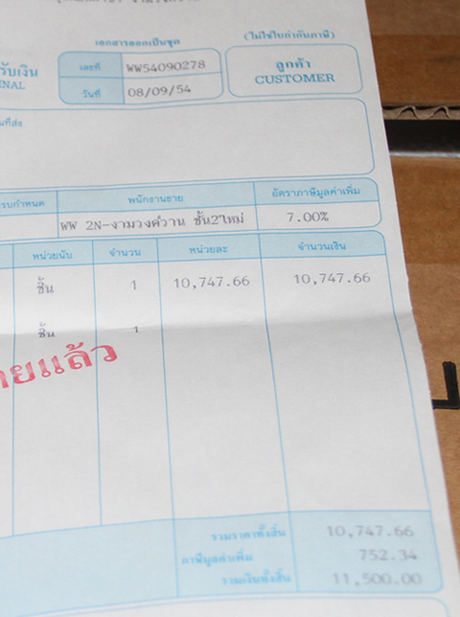 เอกสารออกเป็นชุด
(ไม่ใช่ใบกำกับภาษี)
รับเงิน
NAL
เลขที่ WW54090278
วันที่ 08/09/54
ลูกค้า
CUSTOMER
นที่ส่ง
รบกำหนด พนักงานขาย อัตราภาษีมูลค่าเพิ่ม
WW 2N-งามวงศ์วาน ชั้น2ใหม่ 7.00%
หน่วยนับ จำนวน หน่วยละ จำนวนเงิน
ชิ้น 1 10,747.66 10,747.66
ชิ้น 1
ายแล้ว
รวมราคาทั้งสิ้น 10,747.66
ภาษีมูลค่าเพิ่ม 752.34
รวมเงินทั้งสิ้น 11,500.00